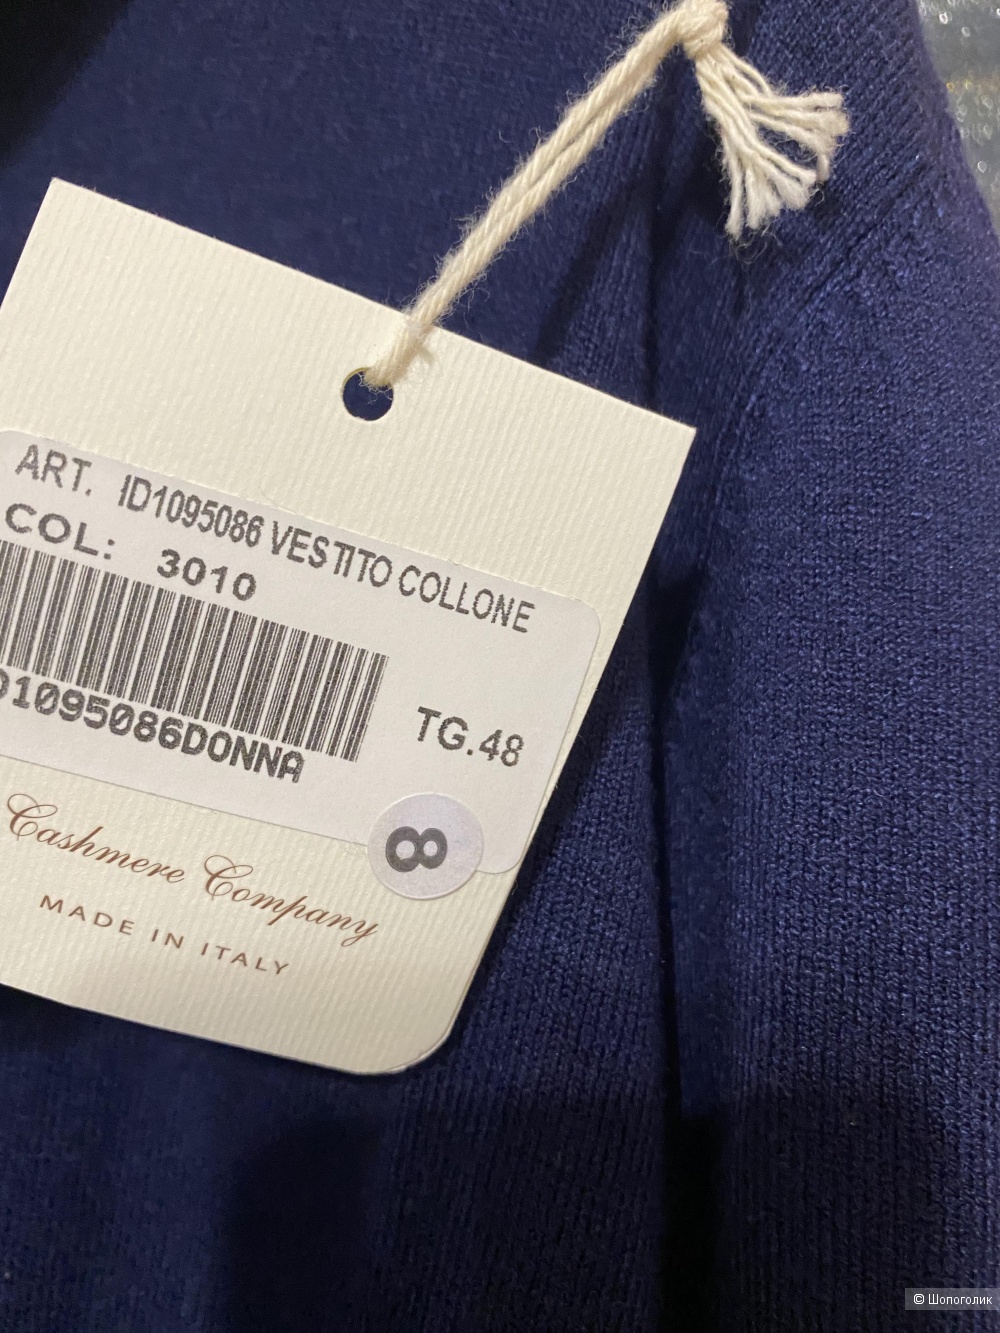 ART. ID1095086 VESTITO COLLONE
COL: 3010
D1095086DONNA
TG.48
8
Cashmere Company
MADE IN ITALY
© Шопоголик